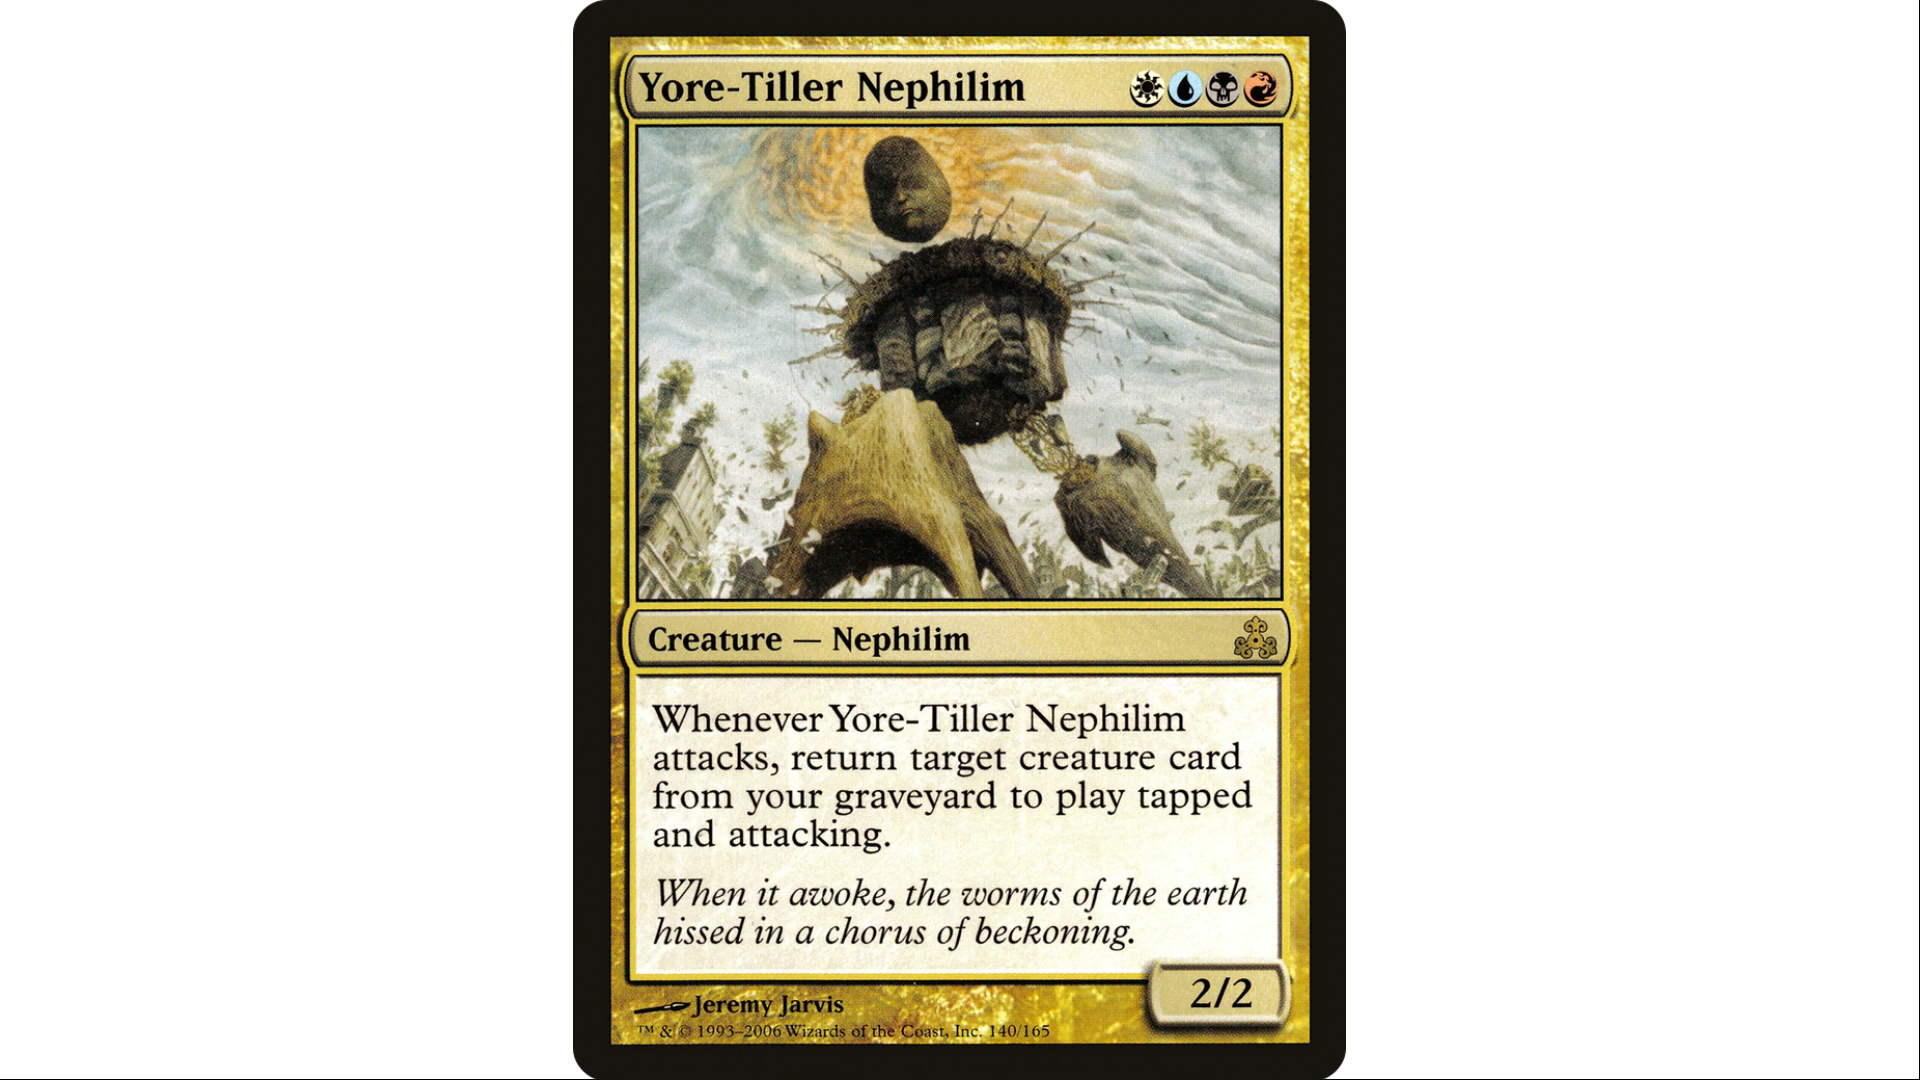 Yore-Tiller Nephilim
Creature — Nephilim
Whenever Yore-Tiller Nephilim
attacks, return target creature card
from your graveyard to play tapped
and attacking.
When it awoke, the worms of the earth
hissed in a chorus of beckoning.
2/2
Jeremy Jarvis
™ & © 1993–2006 Wizards of the Coast, Inc. 140/165